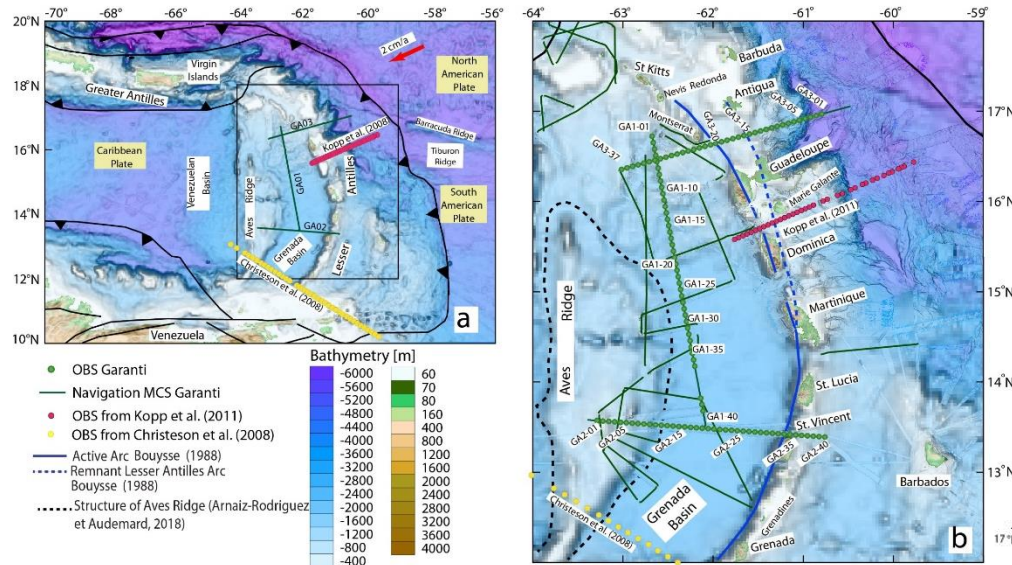 -70° -68° -66° -64° -62° -60° -58° -56°
20°N
18°N
16°N
14°N
12°N
10°N
a
2 cm/a
North
American
Plate
Virgin
Islands
Greater Antilles
GA03
Kopp et al. (2008
Barracuda Ridge
Tiburon
Ridge
Caribbean
Plate
Venezuelan
Basin
Aves Ridge
GA01
Antilles
South
American
Plate
GA02
Grenada
Basin
Lesser
Christeson et al. (2008)
Venezuela
a
OBS Garanti
Navigation MCS Garanti
OBS from Kopp et al. (2011)
OBS from Christeson et al. (2008)
Active Arc Bouysse (1988)
Remnant Lesser Antilles Arc
Bouysse (1988)
Structure of Aves Ridge (Arnaiz-Rodriguez
et Audemard, 2018)
Bathymetry [m]
-6000
-5600
-5200
-4800
-4400
-4000
-3600
-3200
-2800
-2400
-2000
-1600
-1200
-800
-400
60
70
80
160
400
800
1200
1600
2000
2400
2800
3200
3600
4000
-64° -63° -62° -61° -60° -59°
17°N
16°N
15°N
14°N
13°N
17°N
St Kitts
Barbuda
Nevis Redonda
Antigua
Montserrat
GA1-01
GA3-20
GA3-15
GA3-05
GA3-01
GA3-37
Guadeloupe
GA1-10
Marie Galante
GA1-15
Kopp et al. (2011)
Dominica
GA1-20
GA1-25
GA1-30
Martinique
GA1-35
Aves Ridge
St. Lucia
GA1-40
St. Vincent
GA2-01
GA2-05
GA2-15
GA2-25
GA2-35
GA2-40
Barbados
Grenada
Basin
Grenadines
Christeson et al. (2008)
Grenada
b